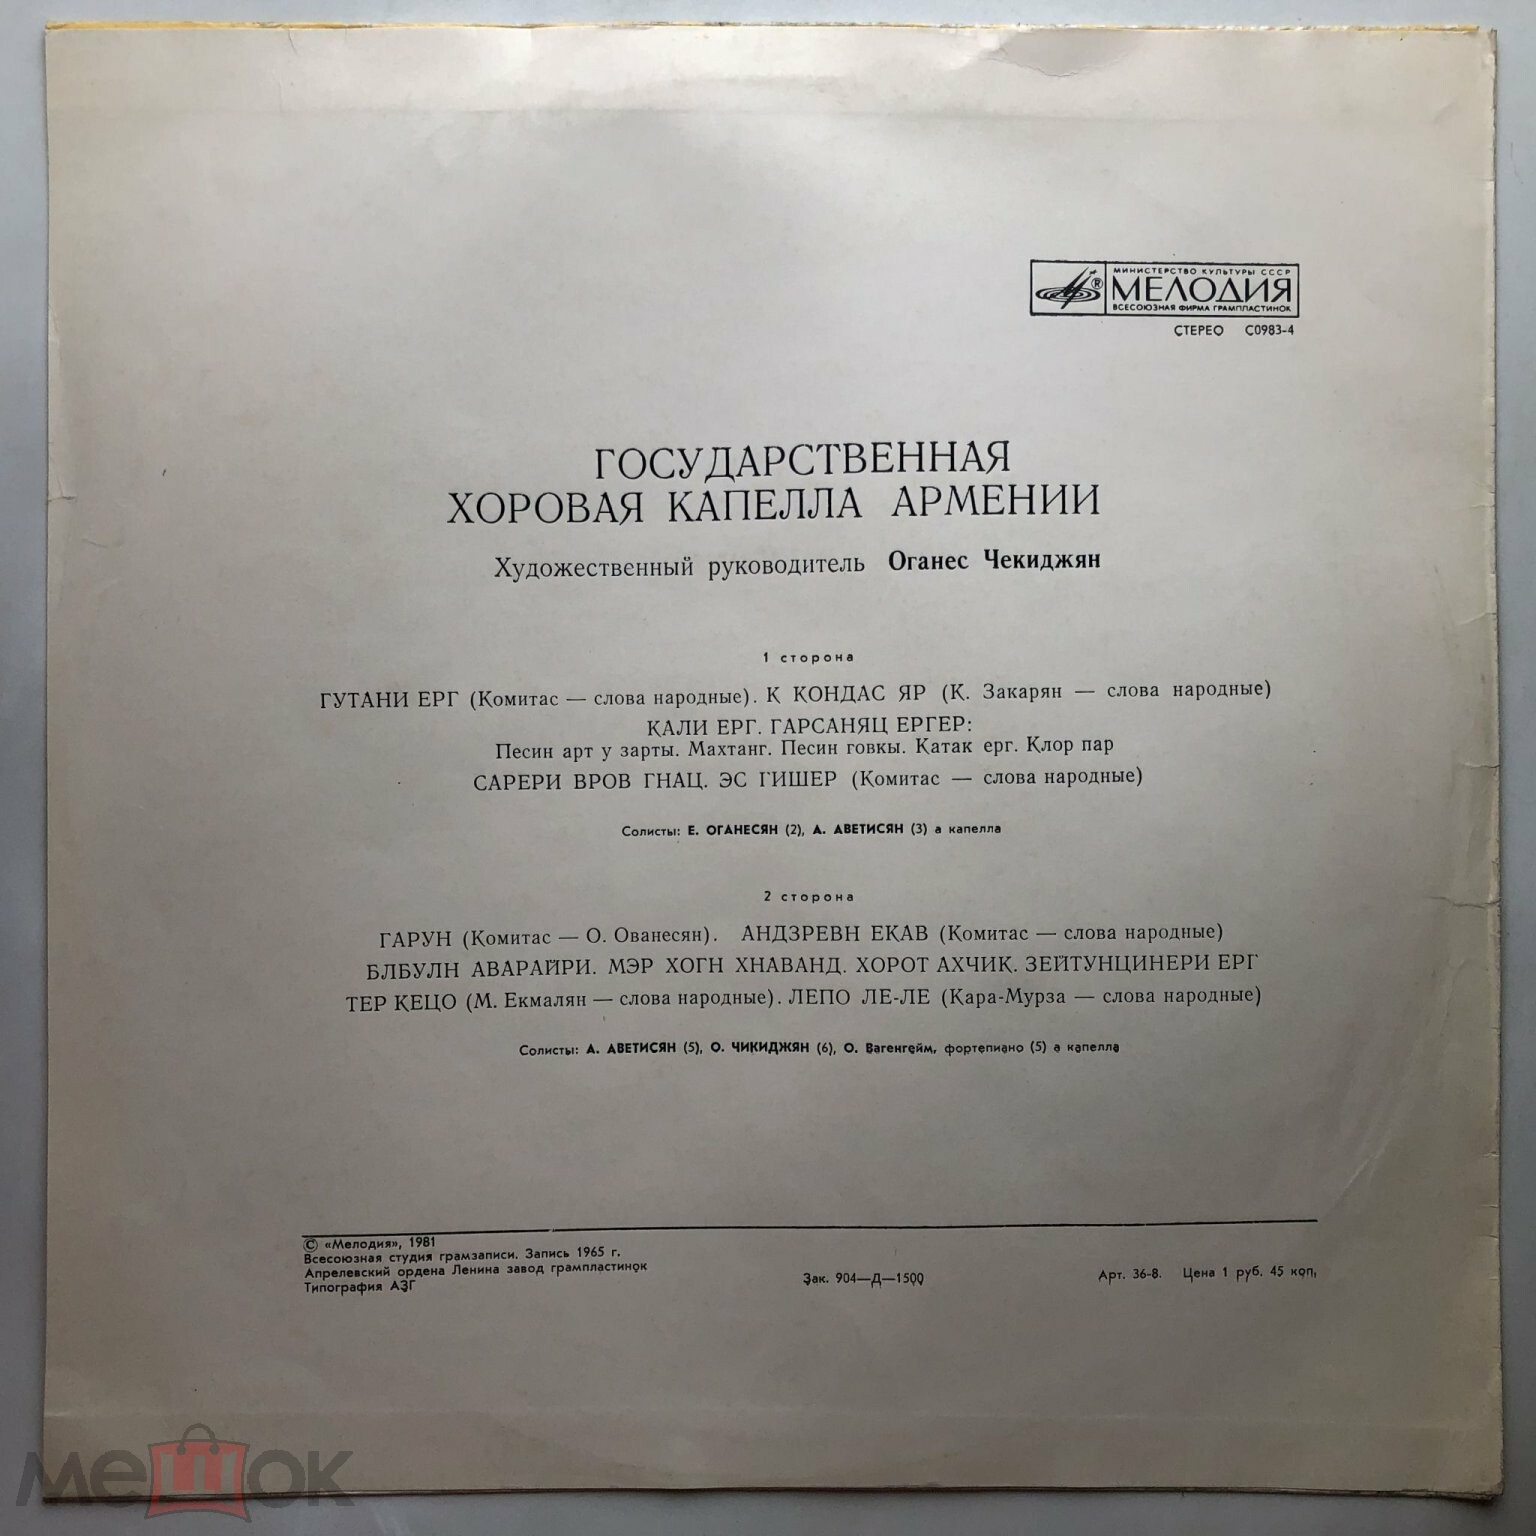 МИНИСТЕРСТВО КУЛЬТУРЫ СССР
МЕЛОДИЯ
ВСЕСОЮЗНАЯ ФИРМА ГРАМПЛАСТИНОК
СТЕРЕО С0983-4
ГОСУДАРСТВЕННАЯ
ХОРОВАЯ КАПЕЛЛА АРМЕНИИ
Художественный руководитель Оганес Чекиджян
1 сторона
ГУТАНИ ЕРГ (Комитас — слова народные). К КОНДАС ЯР (К. Закарян — слова народные)
КАЛИ ЕРГ. ГАРСАНЯЦ ЕРГЕР:
Песин арт у зарты. Махтанг. Песин говкы. Катак ерг. Клор пар
САРЕРИ ВРОВ ГНАЦ. ЭС ГИШЕР (Комитас — слова народные)
Солисты: Е. ОГАНЕСЯН (2), А. АВЕТИСЯН (3) а капелла
2 сторона
ГАРУН (Комитас — О. Ованесян). АНДЗРЕВН ЕКАВ (Комитас — слова народные)
БЛБУЛН АВАРАЙРИ. МЭР ХОГН ХНАВАНД. ХОРОТ АХЧИК. ЗЕЙТУНЦИНЕРИ ЕРГ
ТЕР КЕЦО (М. Екмалян — слова народные). ЛЕПО ЛЕ-ЛЕ (Кара-Мурза — слова народные)
Солисты: А. АВЕТИСЯН (5), О. ЧИКИДЖЯН (6), О. Вагенгейм, фортепиано (5) а капелла
© «Мелодия», 1981
Всесоюзная студия грамзаписи. Запись 1965 г.
Апрелевский ордена Ленина завод грампластинок
Типография АЗГ
Зак. 904—Д—1500
Арт. 36-8. Цена 1 руб. 45 коп,
мешок